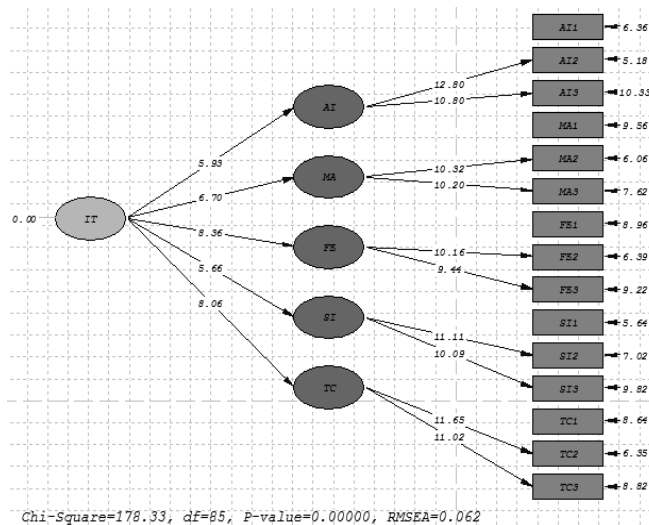 AI1 6.36
AI2 5.18
12.80
AI AI3 10.33
10.80
MA1 9.56
5.93
10.32 MA2 6.06
MA
10.20 MA3 7.62
6.70
0.00 IT FE1 8.96
8.36
FE 10.16 FE2 6.39
9.44
5.66 FE3 9.22
8.06
SI SI1 5.64
11.11
SI2 7.02
10.09
TC SI3 9.82
11.65 TC1 8.64
11.02
TC2 6.35
TC3 8.82
Chi-Square=178.33, df=85, P-value=0.00000, RMSEA=0.062